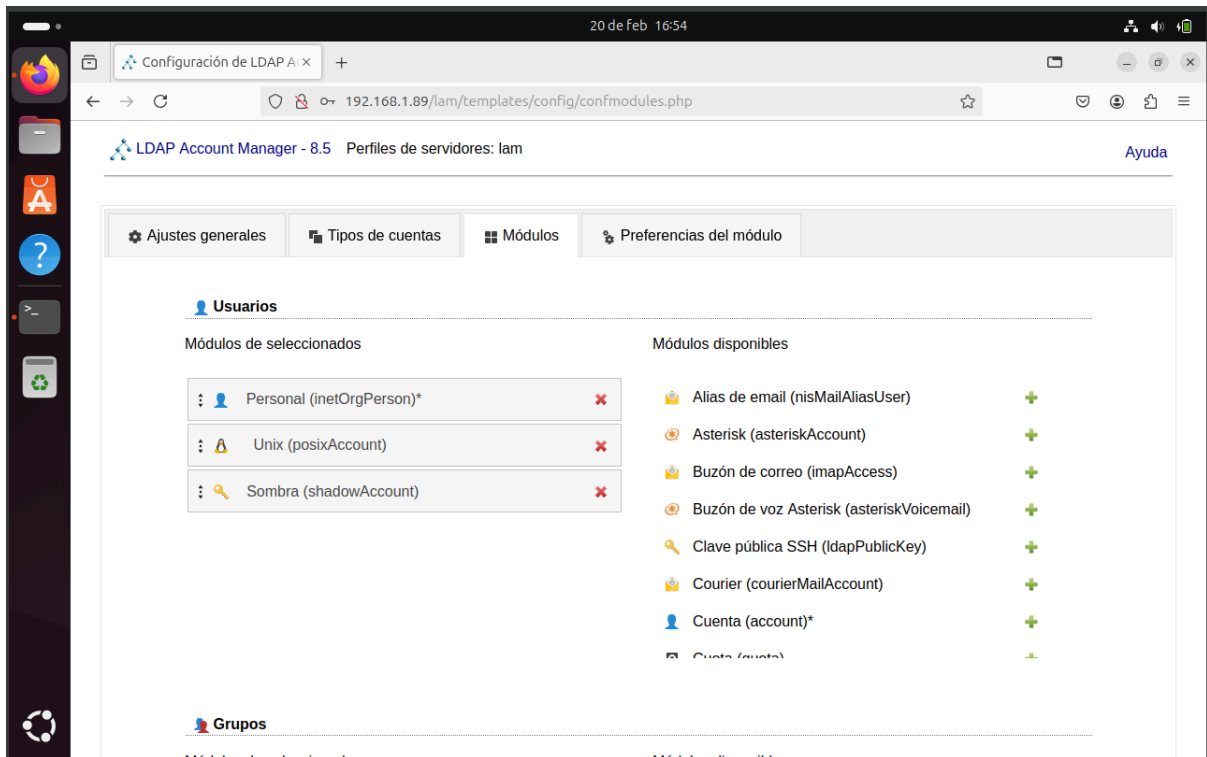 20 de feb 16:54
Configuración de LDAP A
192.168.1.89/lam/templates/config/confmodules.php
LDAP Account Manager - 8.5 Perfiles de servidores: lam
Ayuda
Ajustes generales Tipos de cuentas Módulos Preferencias del módulo
Usuarios
Módulos de seleccionados
Personal (inetOrgPerson)*
Unix (posixAccount)
Sombra (shadowAccount)
Módulos disponibles
Alias de email (nisMailAliasUser)
Asterisk (asteriskAccount)
Buzón de correo (imapAccess)
Buzón de voz Asterisk (asteriskVoicemail)
Clave pública SSH (ldapPublicKey)
Courier (courierMailAccount)
Cuenta (account)*
Cuota (quota)
Grupos